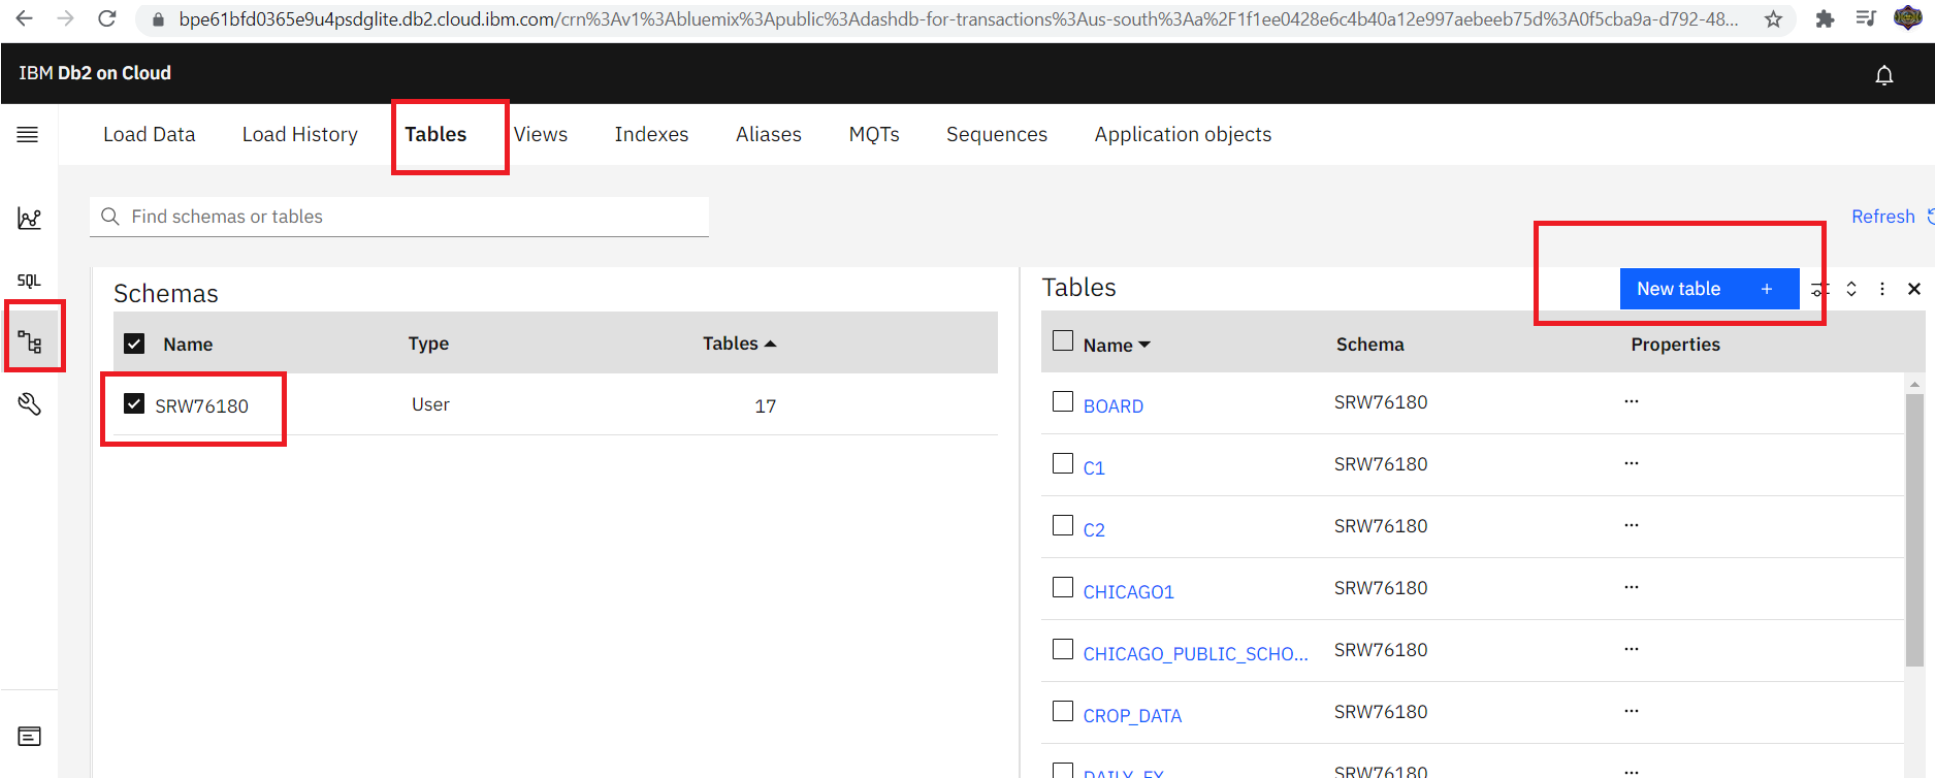 bpe61bfd0365e9u4psdglite.db2.cloud.ibm.com/crn%3Av1%3Abluemix%3Apublic%3Adashdb-for-transactions%3Aus-south%3Aa%2F1f1ee0428e6c4b40a12e997aebeeb75d%3A0f5cba9a-d792-48...
IBM Db2 on Cloud
Load Data Load History Tables Views Indexes Aliases MQTs Sequences Application objects
Find schemas or tables
Refresh
SQL
Schemas
Name Type Tables
SRW76180 User 17
Tables New table +
Name Schema Properties
BOARD SRW76180 ...
C1 SRW76180 ...
C2 SRW76180 ...
CHICAGO1 SRW76180 ...
CHICAGO_PUBLIC_SCHO... SRW76180 ...
CROP_DATA SRW76180 ...
DAILY_FX SRW76180 ...